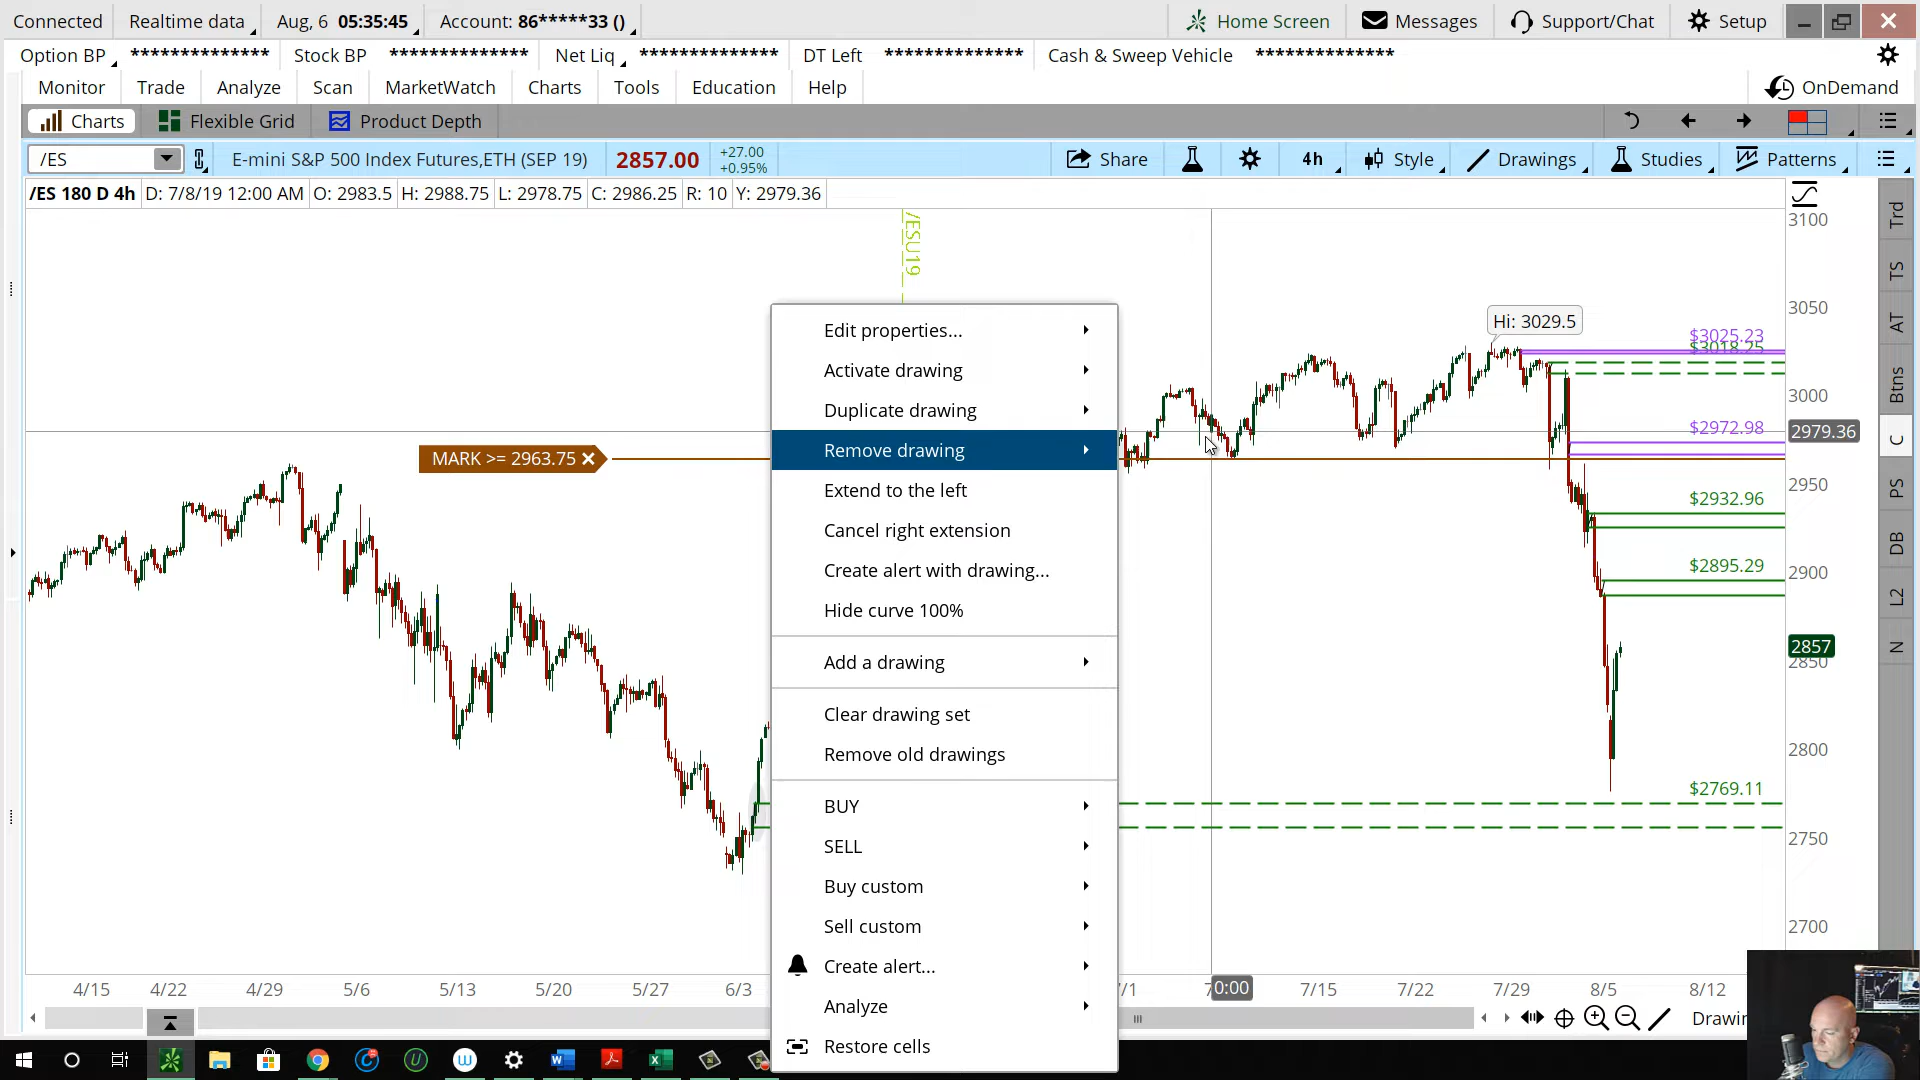 Connected Realtime data Aug, 6 05:35:45 Account: 86*****33 () Home Screen Messages Support/Chat Setup
Option BP ************** Stock BP ************** Net Liq ************** DT Left ************** Cash & Sweep Vehicle **************
Monitor Trade Analyze Scan MarketWatch Charts Tools Education Help OnDemand
Charts Flexible Grid Product Depth
/ES E-mini S&P 500 Index Futures,ETH (SEP 19) 2857.00 +27.00 +0.95% Share 4h Style Drawings Studies Patterns
/ES 180 D 4h D: 7/8/19 12:00 AM O: 2983.5 H: 2988.75 L: 2978.75 C: 2986.25 R: 10 Y: 2979.36
/ESU19
Edit properties...
Activate drawing
Duplicate drawing
Remove drawing
Extend to the left
Cancel right extension
Create alert with drawing...
Hide curve 100%
Add a drawing
Clear drawing set
Remove old drawings
BUY
SELL
Buy custom
Sell custom
Create alert...
Analyze
Restore cells
MARK >= 2963.75
Hi: 3029.5
$3025.23
$3018.25
$2972.98
$2932.96
$2895.29
$2769.11
3100
3050
3000
2979.36
2950
2900
2857
2850
2800
2750
2700
Trd
TS
AT
Btns
C
PS
DB
L2
N
4/15 4/22 4/29 5/6 5/13 5/20 5/27 6/3 0:00 7/15 7/22 7/29 8/5 8/12